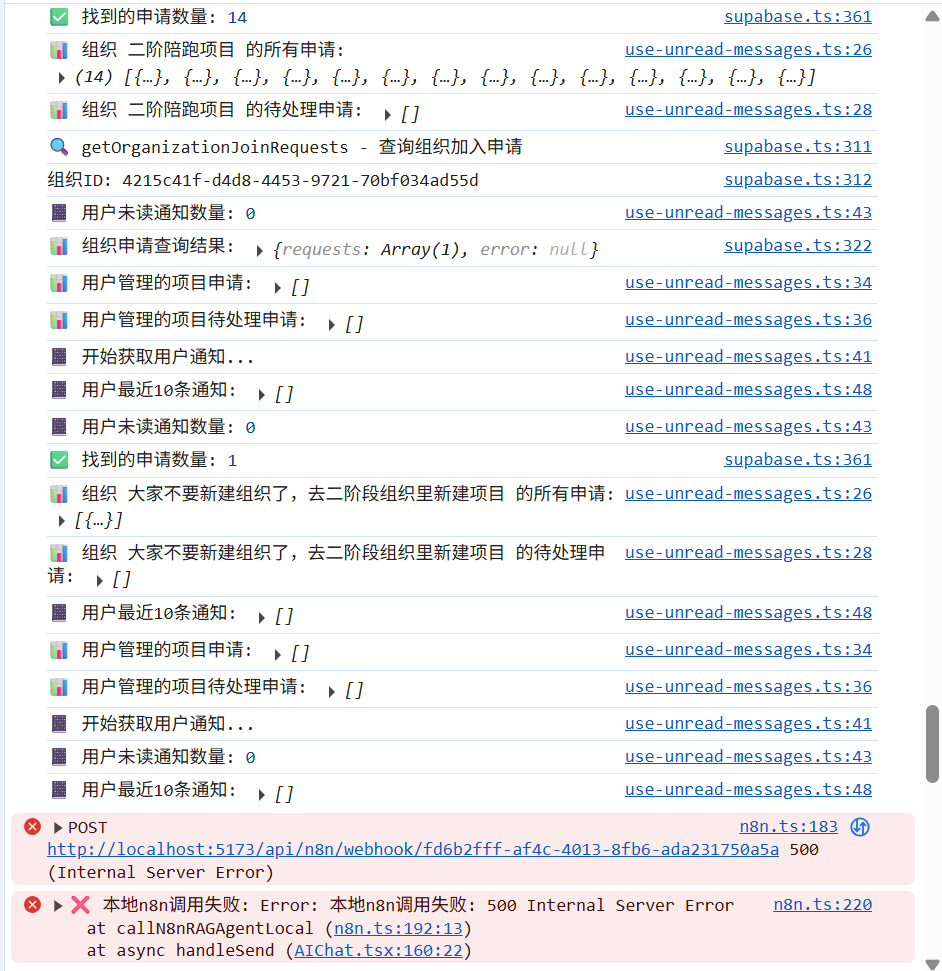 ✅ 找到的申请数量: 14 supabase.ts:361
📊 组织 二阶陪跑项目 的所有申请: use-unread-messages.ts:26
▶ (14) [{…}, {…}, {…}, {…}, {…}, {…}, {…}, {…}, {…}, {…}, {…}, {…}, {…}, {…}]
📊 组织 二阶陪跑项目 的待处理申请: ▶ [] use-unread-messages.ts:28
🔍 getOrganizationJoinRequests - 查询组织加入申请 supabase.ts:311
组织ID: 4215c41f-d4d8-4453-9721-70bf034ad55d supabase.ts:312
用户未读通知数量: 0 use-unread-messages.ts:43
📊 组织申请查询结果: ▶ {requests: Array(1), error: null} supabase.ts:322
📊 用户管理的项目申请: ▶ [] use-unread-messages.ts:34
📊 用户管理的项目待处理申请: ▶ [] use-unread-messages.ts:36
开始获取用户通知... use-unread-messages.ts:41
用户最近10条通知: ▶ [] use-unread-messages.ts:48
用户未读通知数量: 0 use-unread-messages.ts:43
✅ 找到的申请数量: 1 supabase.ts:361
📊 组织 大家不要新建组织了，去二阶段组织里新建项目 的所有申请: use-unread-messages.ts:26
▶ [{…}]
📊 组织 大家不要新建组织了，去二阶段组织里新建项目 的待处理申 use-unread-messages.ts:28
请: ▶ []
用户最近10条通知: ▶ [] use-unread-messages.ts:48
📊 用户管理的项目申请: ▶ [] use-unread-messages.ts:34
📊 用户管理的项目待处理申请: ▶ [] use-unread-messages.ts:36
开始获取用户通知... use-unread-messages.ts:41
用户未读通知数量: 0 use-unread-messages.ts:43
用户最近10条通知: ▶ [] use-unread-messages.ts:48
▶ POST n8n.ts:183
http://localhost:5173/api/n8n/webhook/fd6b2fff-af4c-4013-8fb6-ada231750a5a 500
(Internal Server Error)
▶ ❌ 本地n8n调用失败: Error: 本地n8n调用失败: 500 Internal Server Error n8n.ts:220
at callN8nRAGAgentLocal (n8n.ts:192:13)
at async handleSend (AIChat.tsx:160:22)